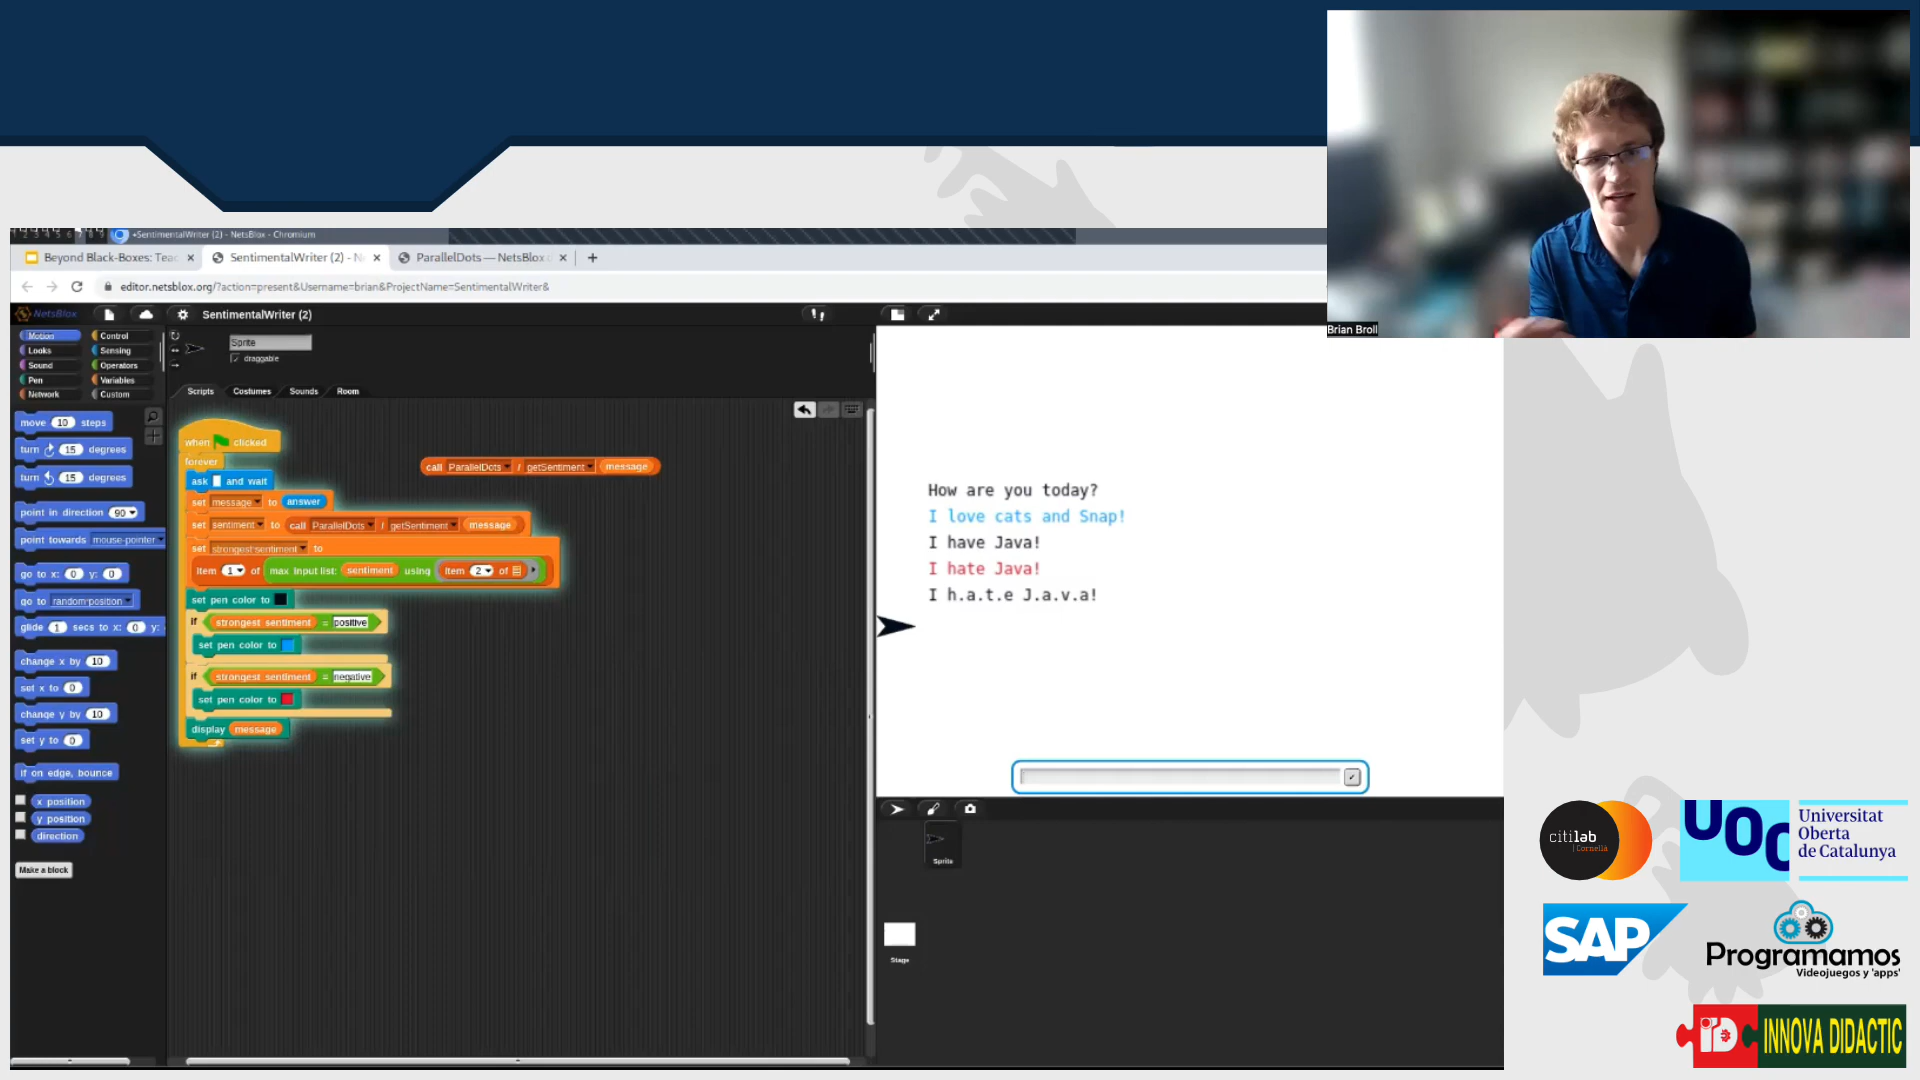 Brian Broll
•SentimentalWriter (2) - NetsBlox - Chromium
Beyond Black-Boxes: Teac
SentimentalWriter (2) - N
ParallelDots — NetsBlox
editor.netsblox.org/?action=present&Username=brian&ProjectName=SentimentalWriter&
NetsBlox
SentimentalWriter (2)
Motion
Control
Looks
Sensing
Sound
Operators
Pen
Variables
Network
Custom
Sprite
draggable
Scripts
Costumes
Sounds
Room
move 10 steps
turn 15 degrees
turn 15 degrees
point in direction 90
point towards mouse-pointer
go to x: 0 y: 0
go to random position
glide 1 secs to x: 0 y:
change x by 10
set x to 0
change y by 10
set y to 0
if on edge, bounce
x position
y position
direction
Make a block
when clicked
forever
ask and wait
set message to answer
set sentiment to call ParallelDots / getSentiment message
set strongest sentiment to
item 1 of max input list: sentiment using item 2 of
set pen color to
if strongest sentiment = positive
set pen color to
if strongest sentiment = negative
set pen color to
display message
call ParallelDots / getSentiment message
How are you today?
I love cats and Snap!
I have Java!
I hate Java!
I h.a.t.e J.a.v.a!
Sprite
Stage
citilab
Cornellà
UOC
Universitat
Oberta
de Catalunya
SAP
Programamos
Videojuegos y 'apps'
iD
INNOVA DIDACTIC